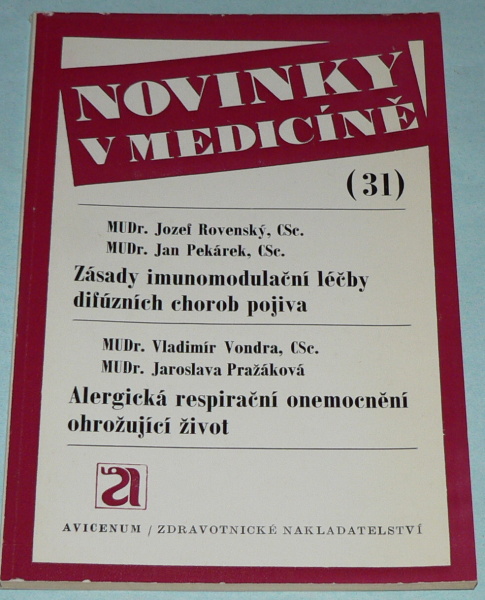 NOVINKY
V MEDICÍNĚ
(31)
MUDr. Jozef Rovenský, CSc.
MUDr. Jan Pekárek, CSc.
Zásady imunomodulační léčby
difúzních chorob pojiva
MUDr. Vladimír Vondra, CSc.
MUDr. Jaroslava Pražáková
Alergická respirační onemocnění
ohrožující život
AVICENUM / ZDRAVOTNICKÉ NAKLADATELSTVÍ